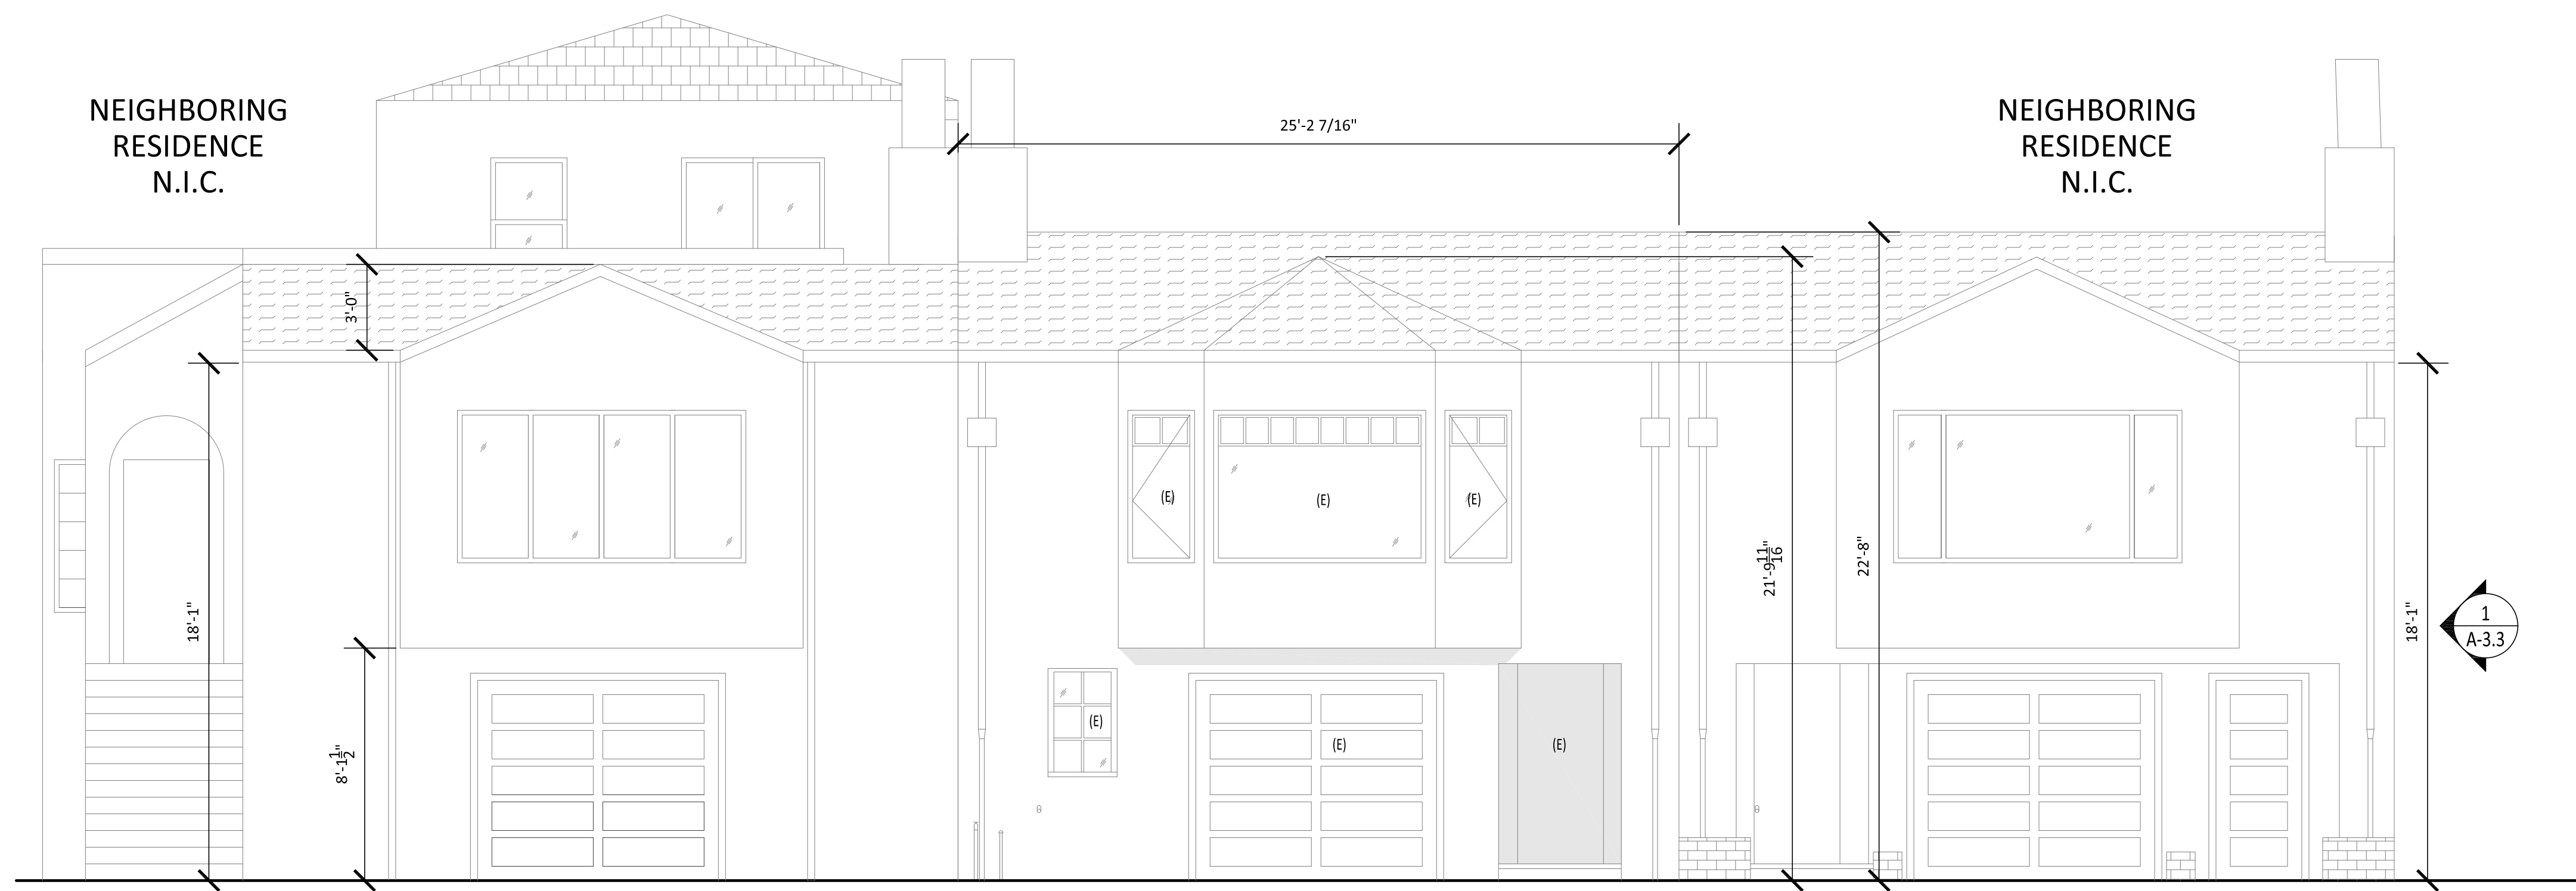 NEIGHBORING
RESIDENCE
N.I.C.
25'-2 7/16"
NEIGHBORING
RESIDENCE
N.I.C.
3'-0"
18'-1"
8'-1 1/2"
(E)
(E)
(E)
(E)
(E)
(E)
21'-9 11/16"
22'-8"
18'-1"
1
A-3.3